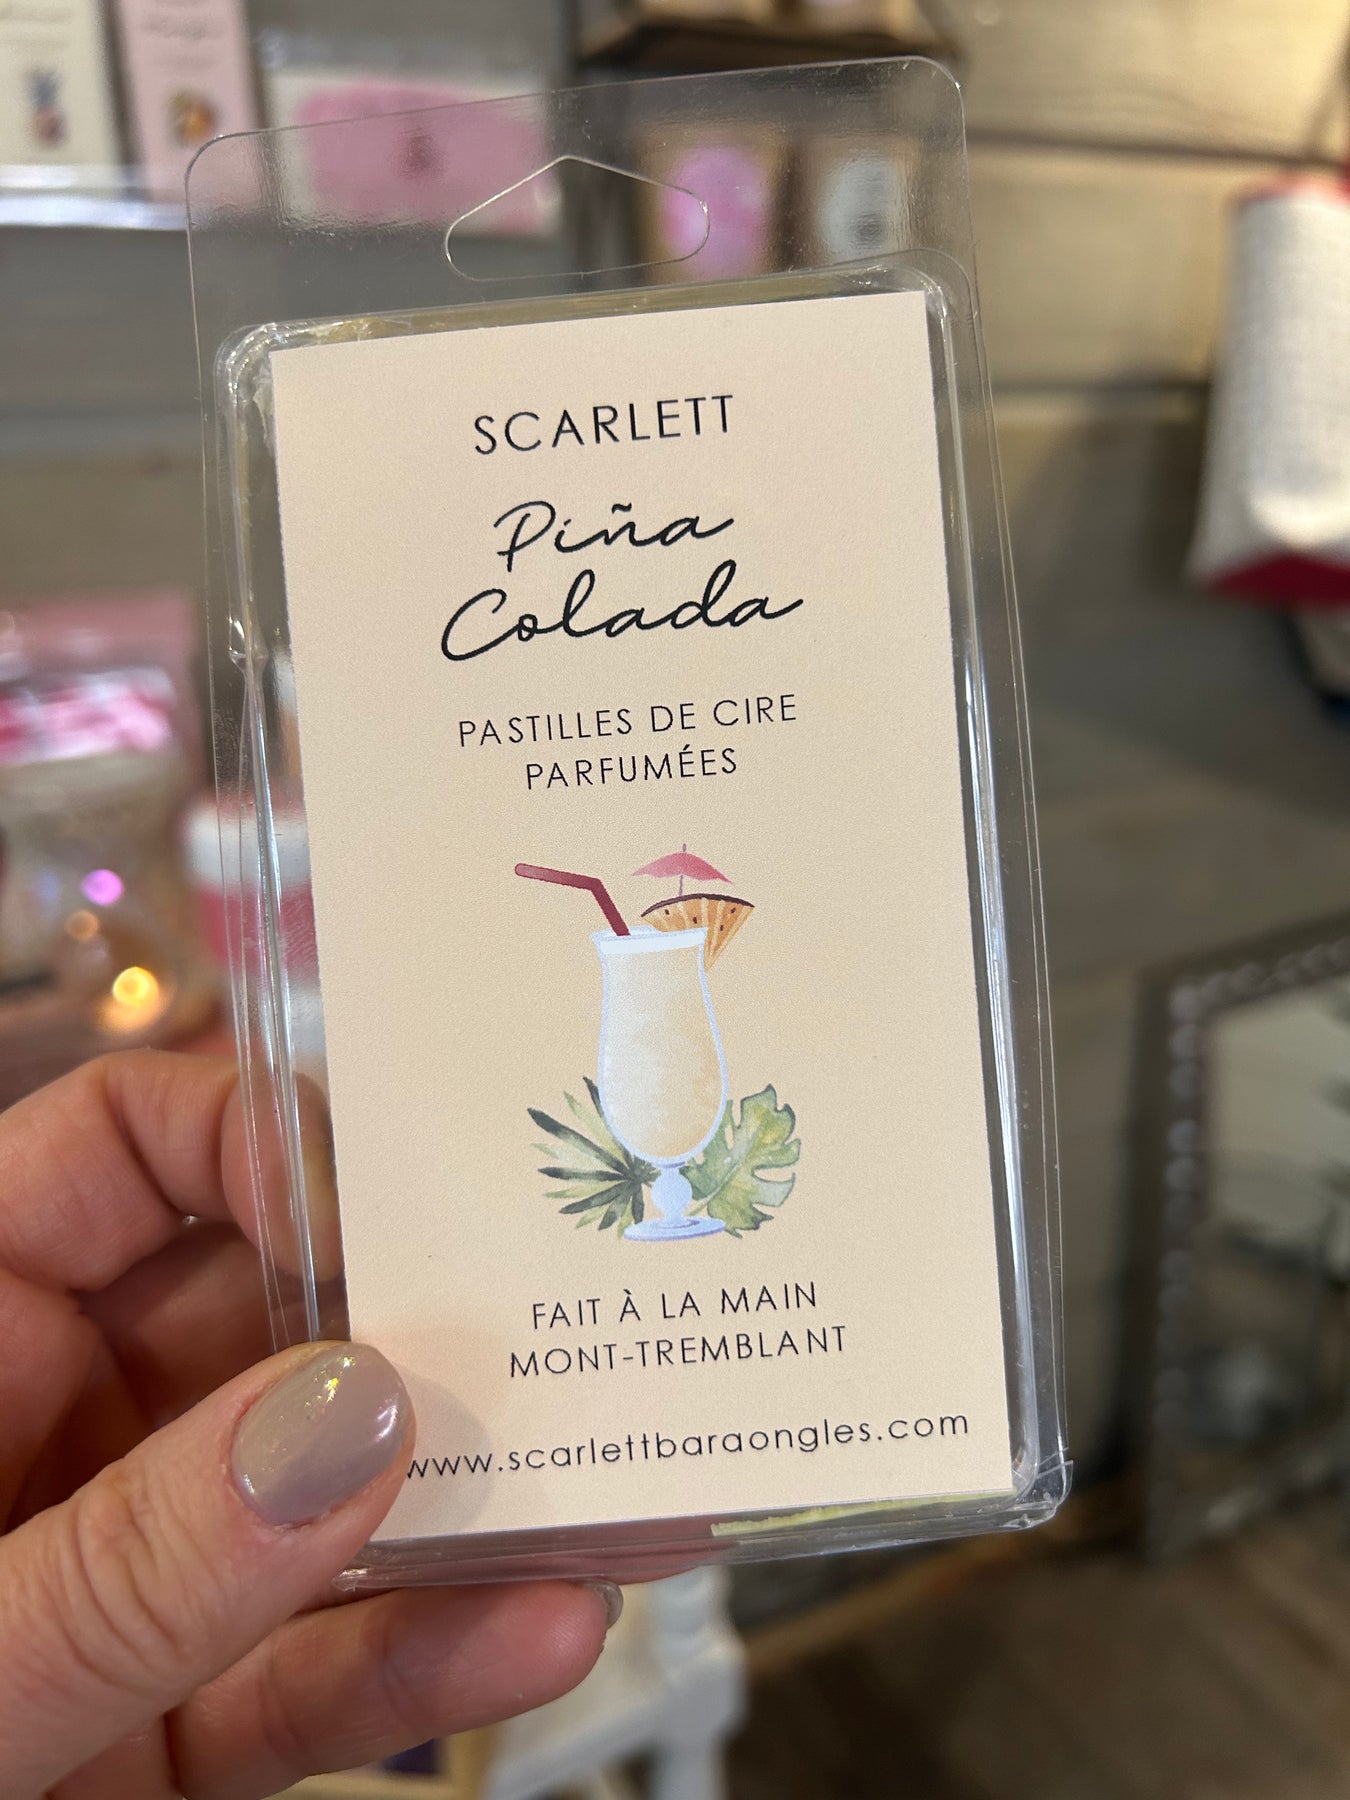 SCARLETT
Piña
Colada
PASTILLES DE CIRE
PARFUMÉES
FAIT À LA MAIN
MONT-TREMBLANT
www.scarlettbaraongles.com